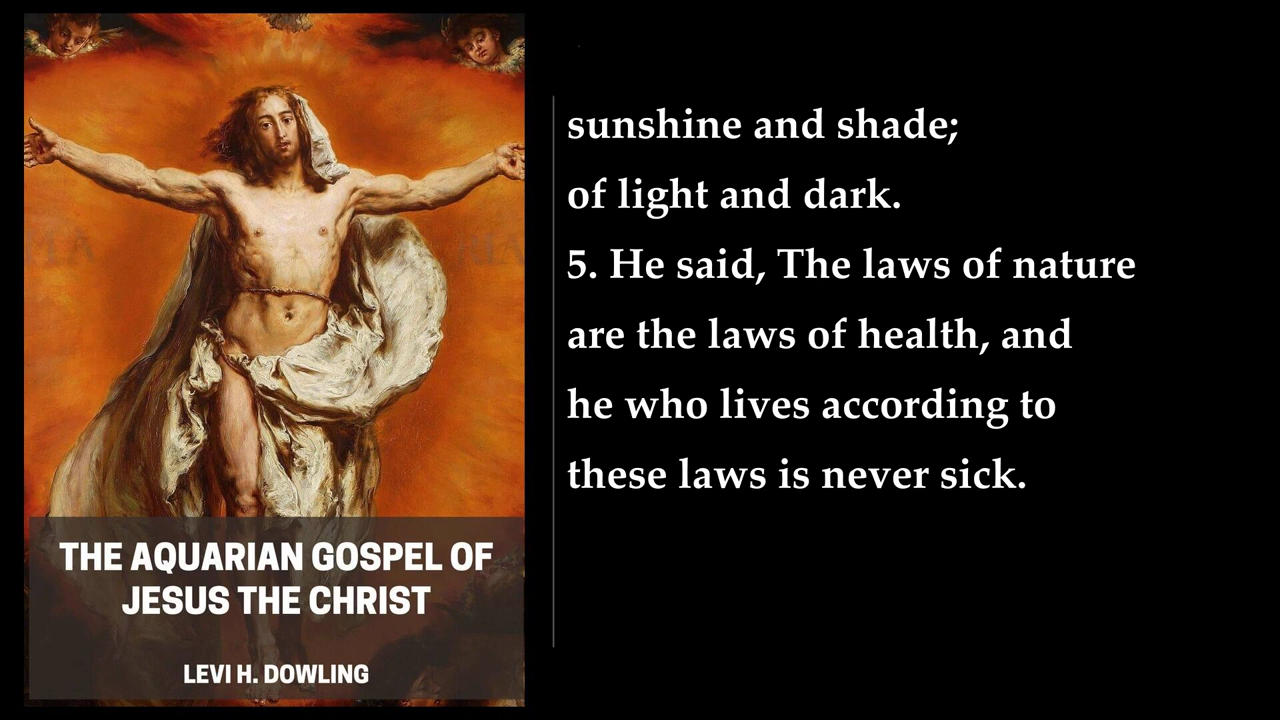 THE AQUARIAN GOSPEL OF
JESUS THE CHRIST
LEVI H. DOWLING
sunshine and shade;
of light and dark.
5. He said, The laws of nature
are the laws of health, and
he who lives according to
these laws is never sick.